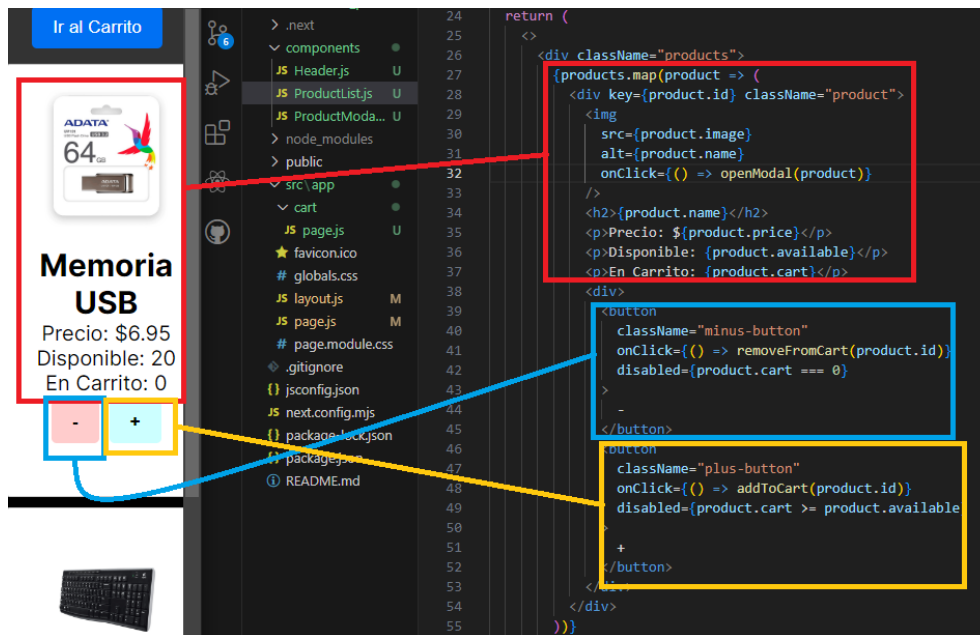 Ir al Carrito
ADATA
64 GB
ADATA
Memoria
USB
Precio: $6.95
Disponible: 20
En Carrito: 0
-
+
6
.next
components
JS Header.js U
JS ProductList.js U
JS ProductModa... U
node_modules
public
src\app
cart
JS page.js U
favicon.ico
# globals.css
JS layout.js M
JS page.js M
# page.module.css
.gitignore
{} jsconfig.json
JS next.config.mjs
{} package-lock.json
{} package.json
README.md
24 return (
25 <>
26 <div className="products">
27 {products.map(product => (
28 <div key={product.id} className="product">
29 <img
30 src={product.image}
31 alt={product.name}
32 onClick={() => openModal(product)}
33 />
34 <h2>{product.name}</h2>
35 <p>Precio: ${product.price}</p>
36 <p>Disponible: {product.available}</p>
37 <p>En Carrito: {product.cart}</p>
38 <div>
39 <button
40 className="minus-button"
41 onClick={() => removeFromCart(product.id)}
42 disabled={product.cart === 0}
43 >
44 -
45 </button>
46 <button
47 className="plus-button"
48 onClick={() => addToCart(product.id)}
49 disabled={product.cart >= product.available
50 >
51 +
52 </button>
53 </div>
54 </div>
55 ))}